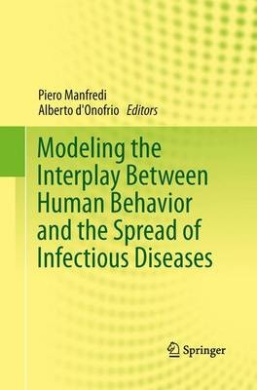 Piero Manfredi
Alberto d'Onofrio Editors
Modeling the
Interplay Between
Human Behavior
and the Spread of
Infectious Diseases
Springer